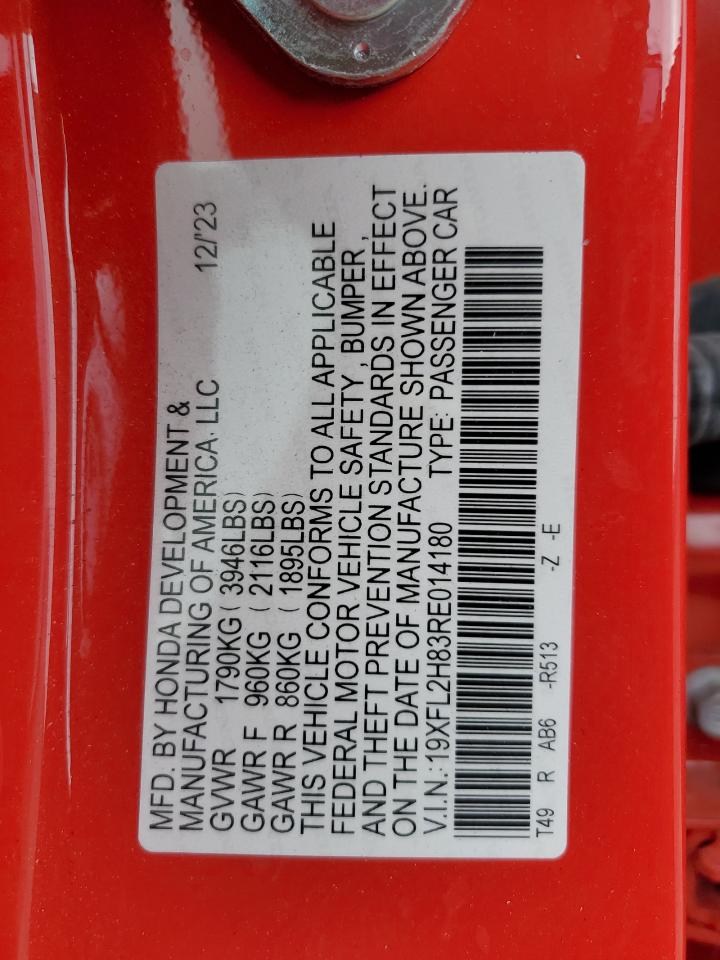 MFD. BY HONDA DEVELOPMENT &
MANUFACTURING OF AMERICA. LLC 12/'23
GVWR 1790KG ( 3946LBS)
GAWR F 960KG ( 2116LBS)
GAWR R 860KG ( 1895LBS)
THIS VEHICLE CONFORMS TO ALL APPLICABLE
FEDERAL MOTOR VEHICLE SAFETY, BUMPER,
AND THEFT PREVENTION STANDARDS IN EFFECT
ON THE DATE OF MANUFACTURE SHOWN ABOVE.
V.I.N.: 19XFL2H83RE014180 TYPE: PASSENGER CAR
T49 R AB6 -R513 -Z -E